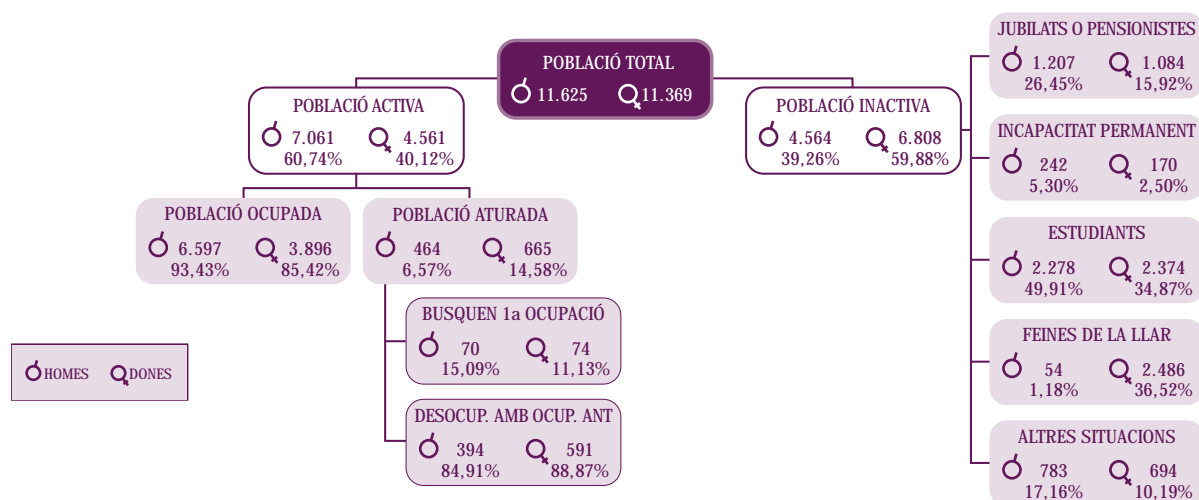 POBLACIÓ TOTAL
11.625 11.369
POBLACIÓ ACTIVA
7.061 4.561
60,74% 40,12%
POBLACIÓ OCUPADA
6.597 3.896
93,43% 85,42%
POBLACIÓ ATURADA
464 665
6,57% 14,58%
BUSQUEN 1a OCUPACIÓ
70 74
15,09% 11,13%
DESOCUP. AMB OCUP. ANT
394 591
84,91% 88,87%
POBLACIÓ INACTIVA
4.564 6.808
39,26% 59,88%
JUBILATS O PENSIONISTES
1.207 1.084
26,45% 15,92%
INCAPACITAT PERMANENT
242 170
5,30% 2,50%
ESTUDIANTS
2.278 2.374
49,91% 34,87%
FEINES DE LA LLAR
54 2.486
1,18% 36,52%
ALTRES SITUACIONS
783 694
17,16% 10,19%
HOMES DONES